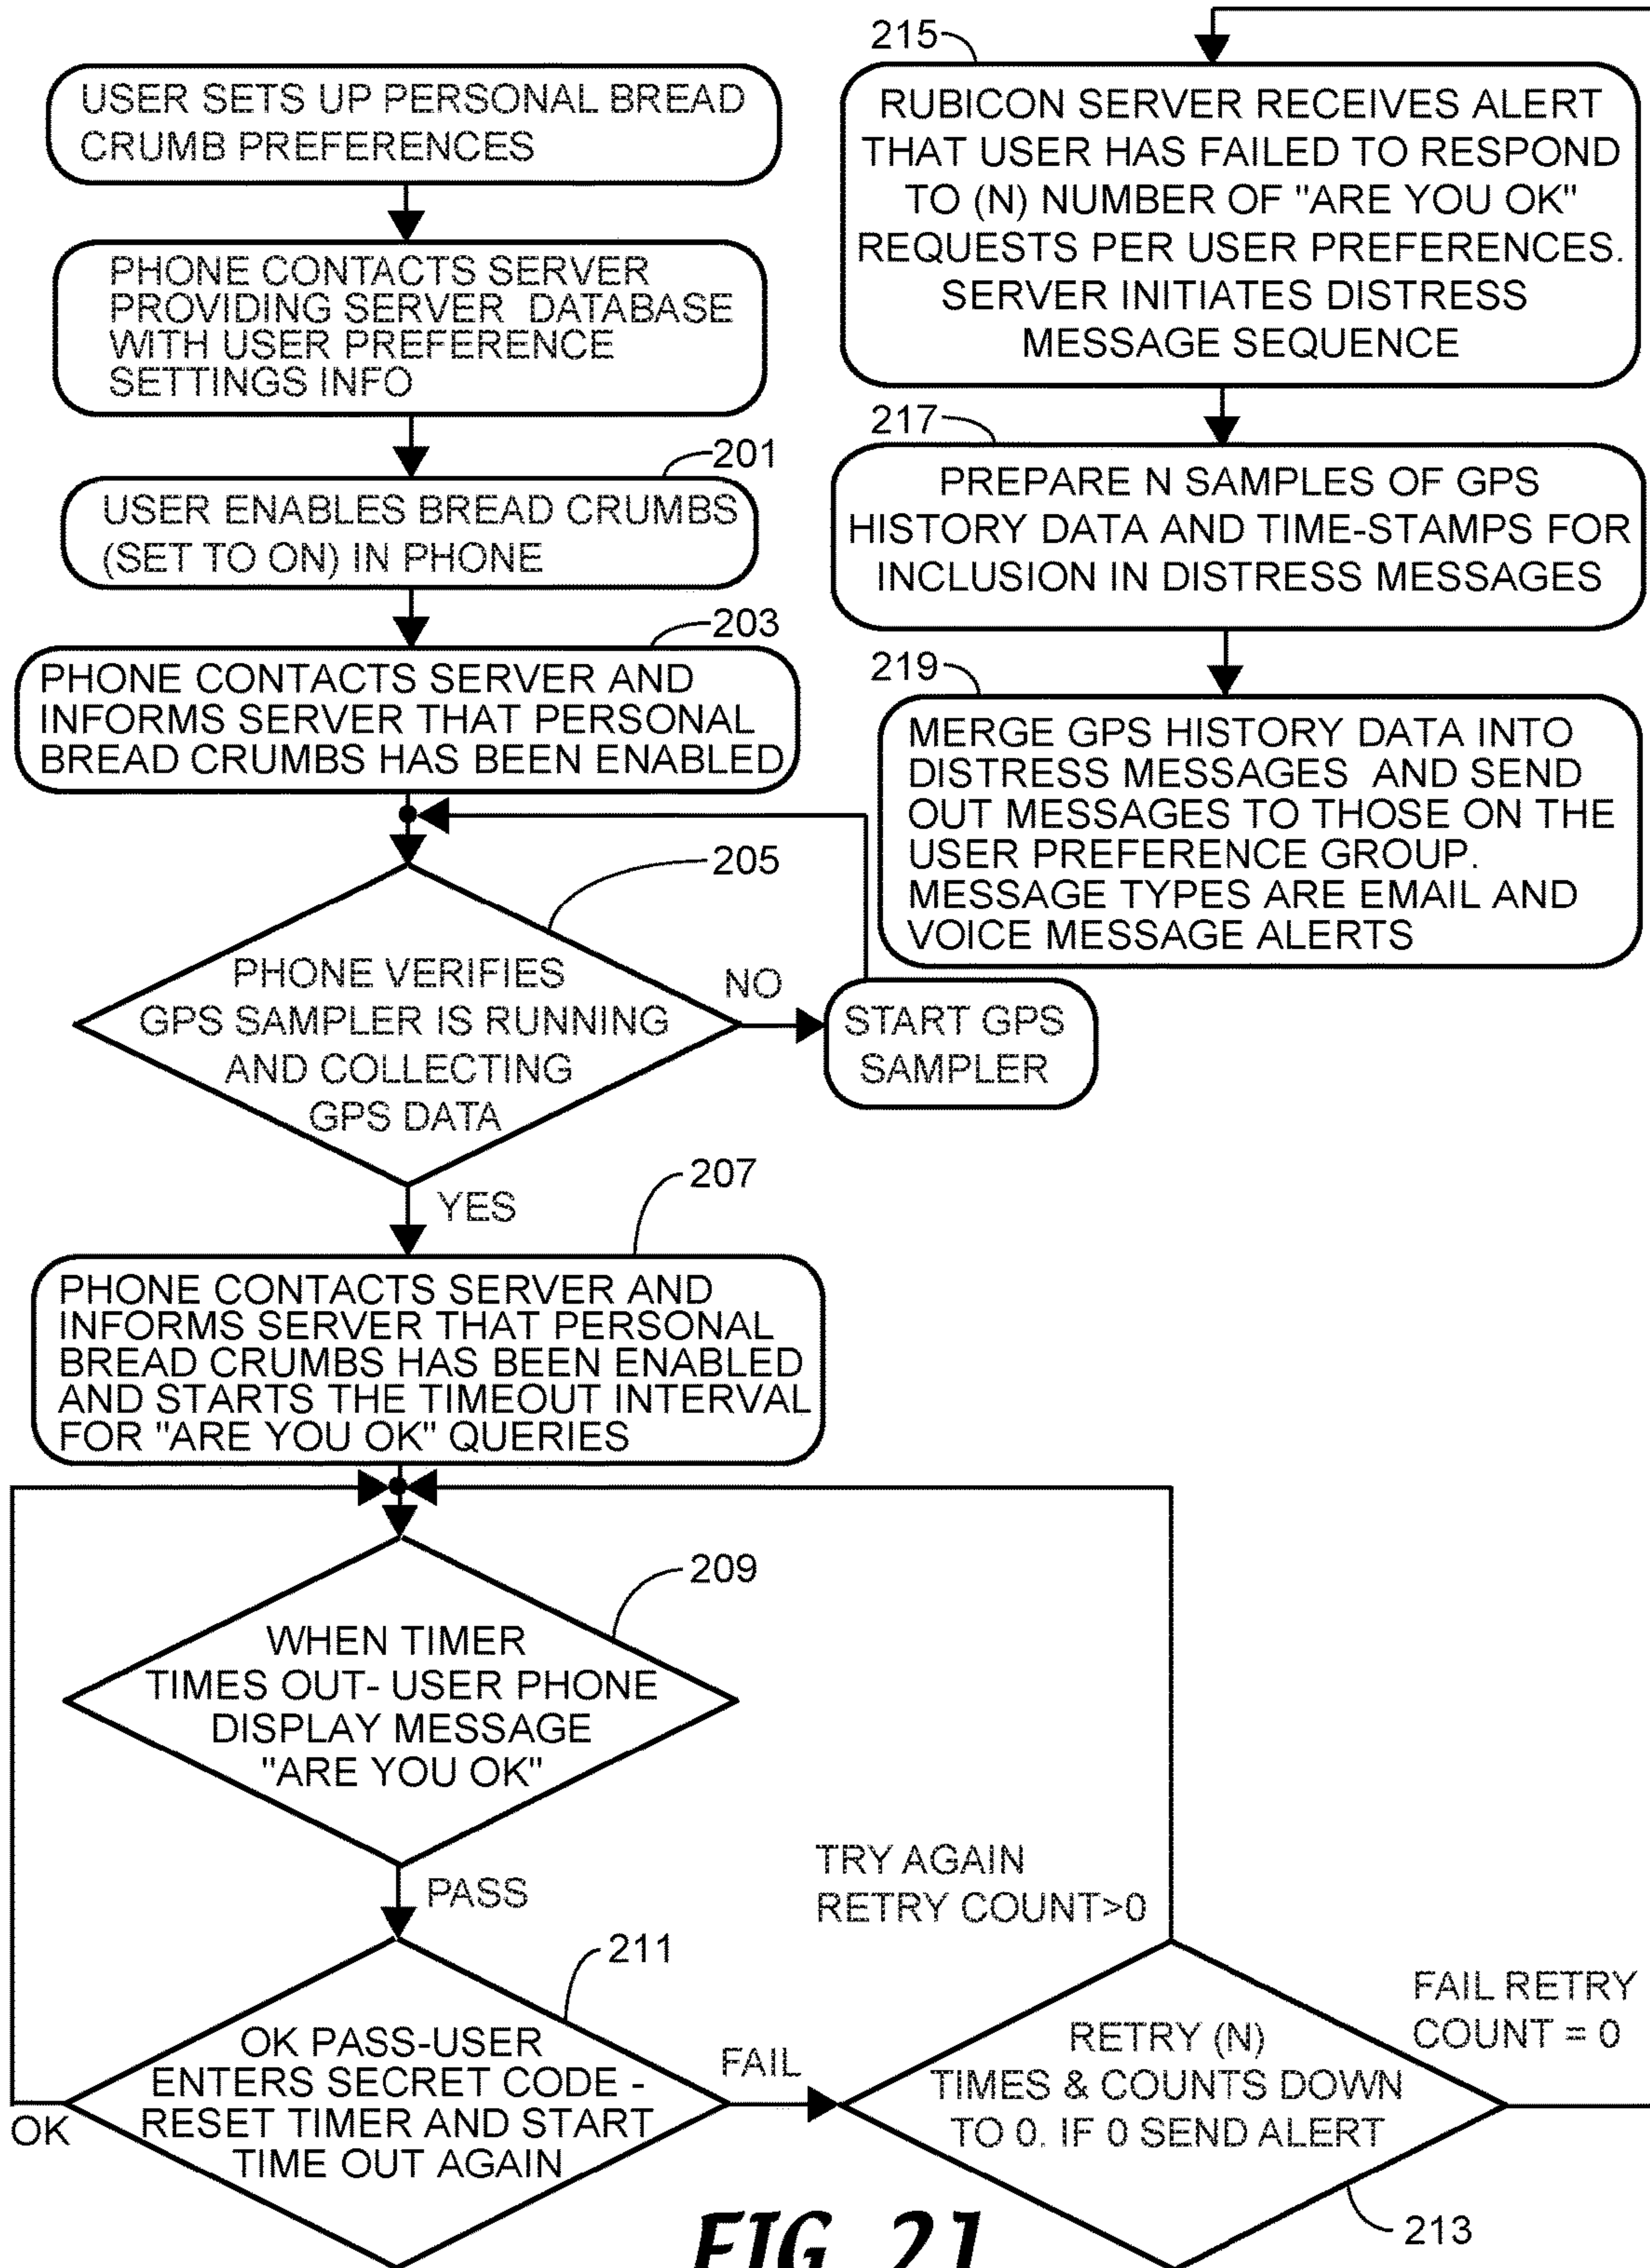 USER SETS UP PERSONAL BREAD
CRUMB PREFERENCES
PHONE CONTACTS SERVER
PROVIDING SERVER DATABASE
WITH USER PREFERENCE
SETTINGS INFO
201
USER ENABLES BREAD CRUMBS
(SET TO ON) IN PHONE
203
PHONE CONTACTS SERVER AND
INFORMS SERVER THAT PERSONAL
BREAD CRUMBS HAS BEEN ENABLED
205
PHONE VERIFIES
GPS SAMPLER IS RUNNING
AND COLLECTING
GPS DATA
NO
START GPS
SAMPLER
YES
207
PHONE CONTACTS SERVER AND
INFORMS SERVER THAT PERSONAL
BREAD CRUMBS HAS BEEN ENABLED
AND STARTS THE TIMEOUT INTERVAL
FOR "ARE YOU OK" QUERIES
209
WHEN TIMER
TIMES OUT- USER PHONE
DISPLAY MESSAGE
"ARE YOU OK"
PASS
211
OK PASS-USER
ENTERS SECRET CODE -
RESET TIMER AND START
TIME OUT AGAIN
OK
FAIL
TRY AGAIN
RETRY COUNT>0
RETRY (N)
TIMES & COUNTS DOWN
TO 0. IF 0 SEND ALERT
213
FAIL RETRY
COUNT = 0
215
RUBICON SERVER RECEIVES ALERT
THAT USER HAS FAILED TO RESPOND
TO (N) NUMBER OF "ARE YOU OK"
REQUESTS PER USER PREFERENCES.
SERVER INITIATES DISTRESS
MESSAGE SEQUENCE
217
PREPARE N SAMPLES OF GPS
HISTORY DATA AND TIME-STAMPS FOR
INCLUSION IN DISTRESS MESSAGES
219
MERGE GPS HISTORY DATA INTO
DISTRESS MESSAGES AND SEND
OUT MESSAGES TO THOSE ON THE
USER PREFERENCE GROUP.
MESSAGE TYPES ARE EMAIL AND
VOICE MESSAGE ALERTS
FIG. 21